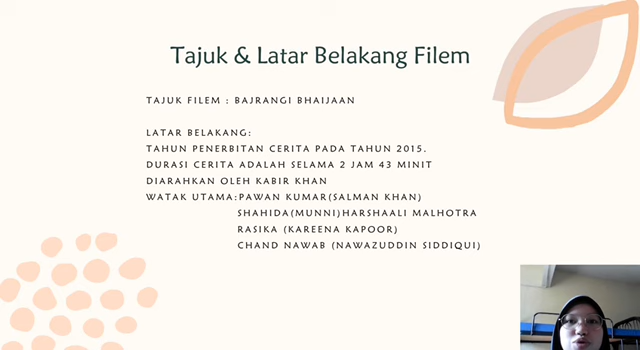 Tajuk & Latar Belakang Filem
TAJUK FILEM : BAJRANGI BHAIJAAN
LATAR BELAKANG:
TAHUN PENERBITAN CERITA PADA TAHUN 2015.
DURASI CERITA ADALAH SELAMA 2 JAM 43 MINIT
DIARAHKAN OLEH KABIR KHAN
WATAK UTAMA:PAWAN KUMAR(SALMAN KHAN)
SHAHIDA(MUNNI)HARSHAALI MALHOTRA
RASIKA (KAREENA KAPOOR)
CHAND NAWAB (NAWAZUDDIN SIDDIQUI)